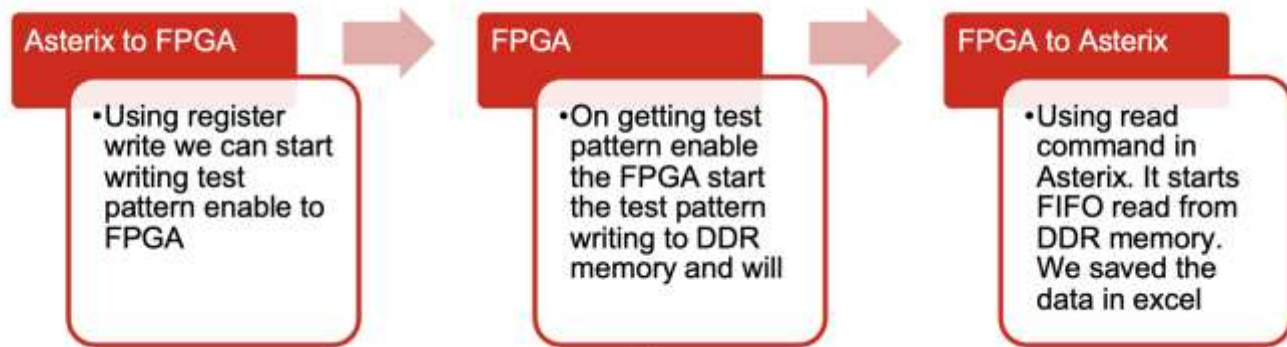 Asterix to FPGA
•Using register
write we can start
writing test
pattern enable to
FPGA
FPGA
•On getting test
pattern enable
the FPGA start
the test pattern
writing to DDR
memory and will
FPGA to Asterix
•Using read
command in
Asterix. It starts
FIFO read from
DDR memory.
We saved the
data in excel